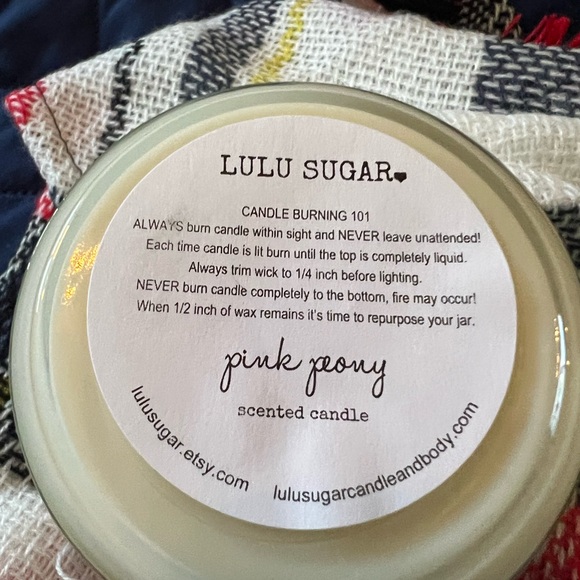 LULU SUGAR♥
CANDLE BURNING 101
ALWAYS burn candle within sight and NEVER leave unattended!
Each time candle is lit burn until the top is completely liquid.
Always trim wick to 1/4 inch before lighting.
NEVER burn candle completely to the bottom, fire may occur!
When 1/2 inch of wax remains it's time to repurpose your jar.
pink peony
scented candle
lulusugar.etsy.com
lulusugarcandleandbody.com